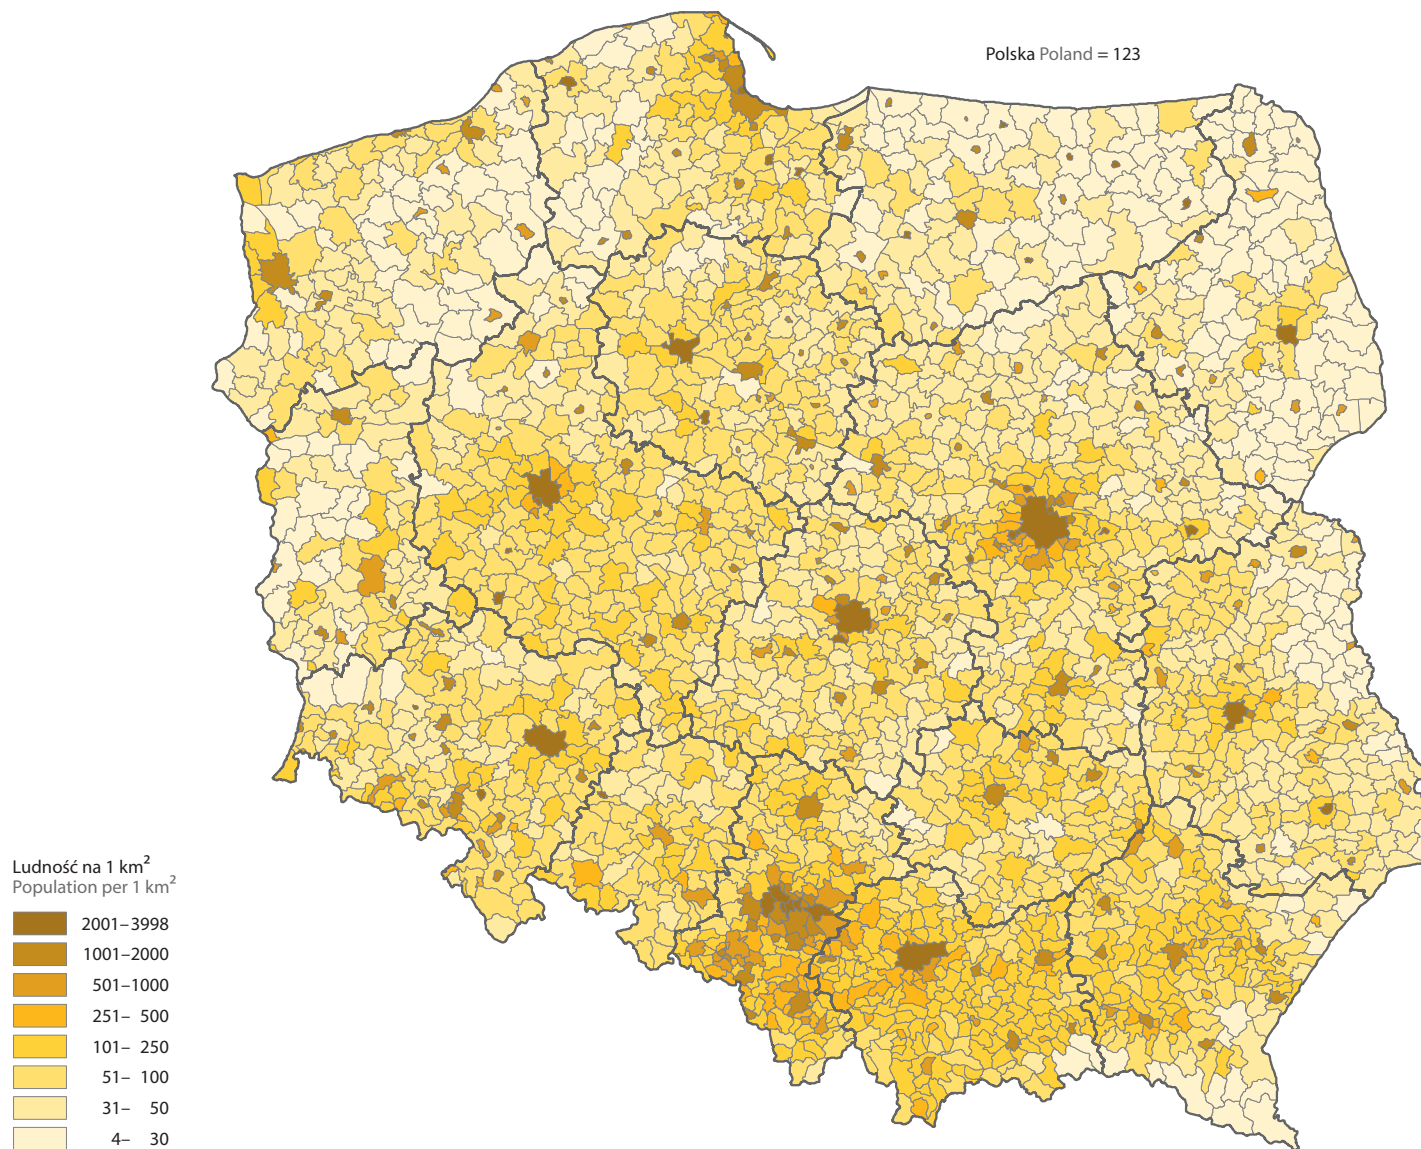 Polska Poland = 123
Ludność na 1 km²
Population per 1 km²
2001–3998
1001–2000
501–1000
251– 500
101– 250
51– 100
31– 50
4– 30